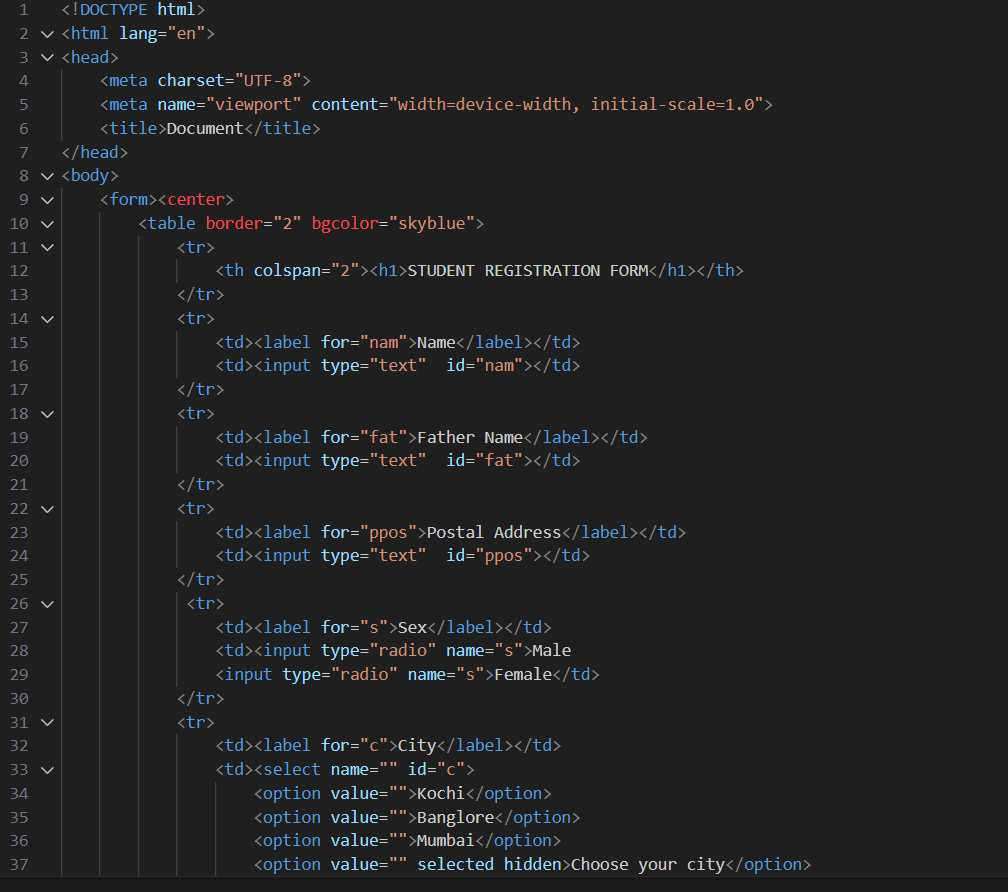 1 <!DOCTYPE html>
2 <html lang="en">
3 <head>
4 <meta charset="UTF-8">
5 <meta name="viewport" content="width=device-width, initial-scale=1.0">
6 <title>Document</title>
7 </head>
8 <body>
9 <form><center>
10 <table border="2" bgcolor="skyblue">
11 <tr>
12 <th colspan="2"><h1>STUDENT REGISTRATION FORM</h1></th>
13 </tr>
14 <tr>
15 <td><label for="nam">Name</label></td>
16 <td><input type="text"  id="nam"></td>
17 </tr>
18 <tr>
19 <td><label for="fat">Father Name</label></td>
20 <td><input type="text"  id="fat"></td>
21 </tr>
22 <tr>
23 <td><label for="ppos">Postal Address</label></td>
24 <td><input type="text"  id="ppos"></td>
25 </tr>
26 <tr>
27 <td><label for="s">Sex</label></td>
28 <td><input type="radio" name="s">Male
29 <input type="radio" name="s">Female</td>
30 </tr>
31 <tr>
32 <td><label for="c">City</label></td>
33 <td><select name="" id="c">
34 <option value="">Kochi</option>
35 <option value="">Banglore</option>
36 <option value="">Mumbai</option>
37 <option value="" selected hidden>Choose your city</option>